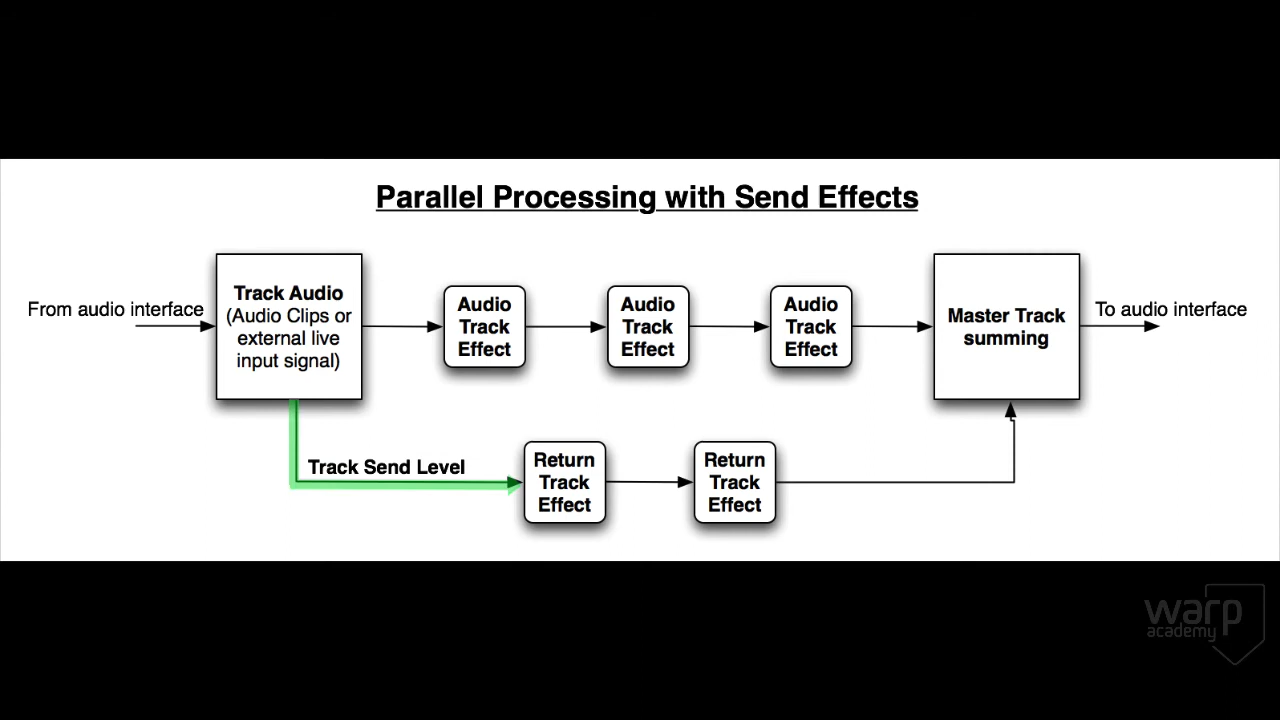 Parallel Processing with Send Effects
From audio interface
Track Audio
(Audio Clips or
external live
input signal)
Audio
Track
Effect
Audio
Track
Effect
Audio
Track
Effect
Master Track
summing
To audio interface
Track Send Level
Return
Track
Effect
Return
Track
Effect
warp
academy